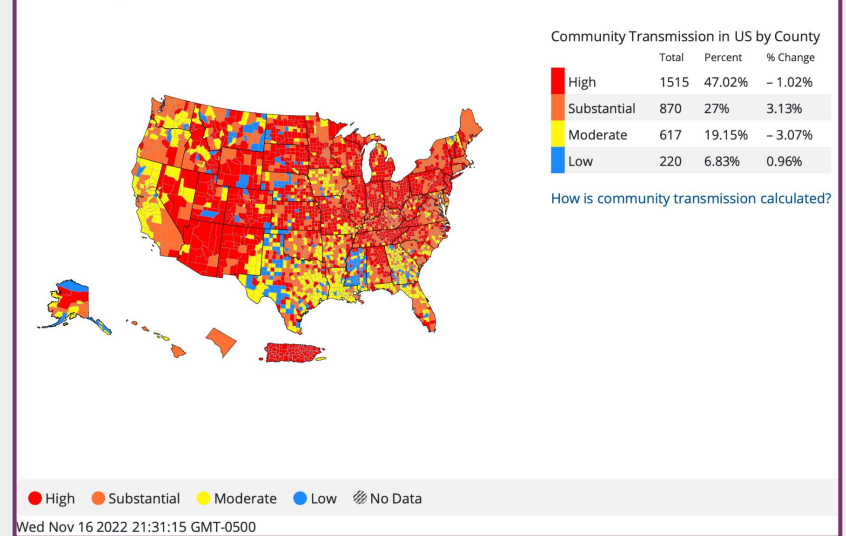 Community Transmission in US by County
Total Percent % Change
High 1515 47.02% – 1.02%
Substantial 870 27% 3.13%
Moderate 617 19.15% – 3.07%
Low 220 6.83% 0.96%
How is community transmission calculated?
High Substantial Moderate Low No Data
Wed Nov 16 2022 21:31:15 GMT-0500